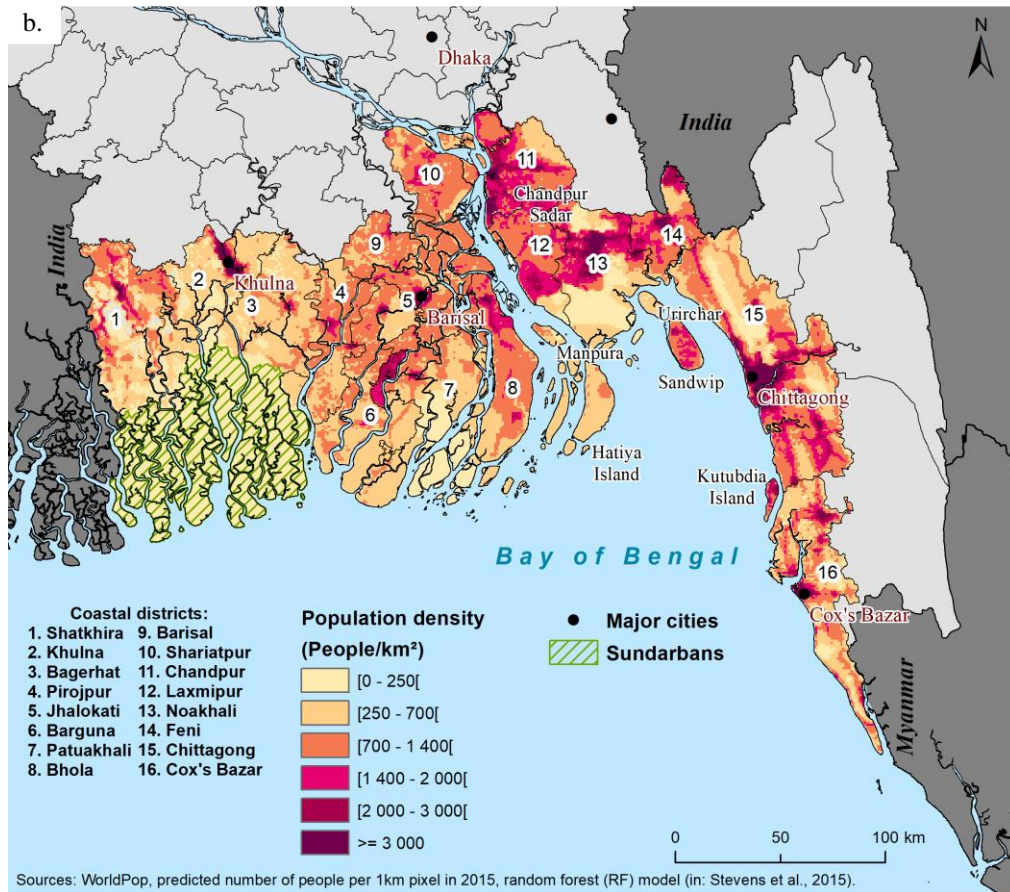 b.
N
Dhaka
India
11
10
Chandpur
Sadar
India
9
12
14
2
13
Khulna
4
3
5
15
1
Barisal
Urirchar
Manpura
7
8
Sandwip
Chittagong
6
Hatiya
Island
Kutubdia
Island
Bay of Bengal
16
Cox's Bazar
Myanmar
Coastal districts:
1. Shatkhira 9. Barisal
2. Khulna 10. Shariatpur
3. Bagerhat 11. Chandpur
4. Pirojpur 12. Laxmipur
5. Jhalokati 13. Noakhali
6. Barguna 14. Feni
7. Patuakhali 15. Chittagong
8. Bhola 16. Cox's Bazar
Population density
(People/km²)
[0 - 250[
[250 - 700[
[700 - 1 400[
[1 400 - 2 000[
[2 000 - 3 000[
>= 3 000
Major cities
Sundarbans
0 50 100 km
Sources: WorldPop, predicted number of people per 1km pixel in 2015, random forest (RF) model (in: Stevens et al., 2015).